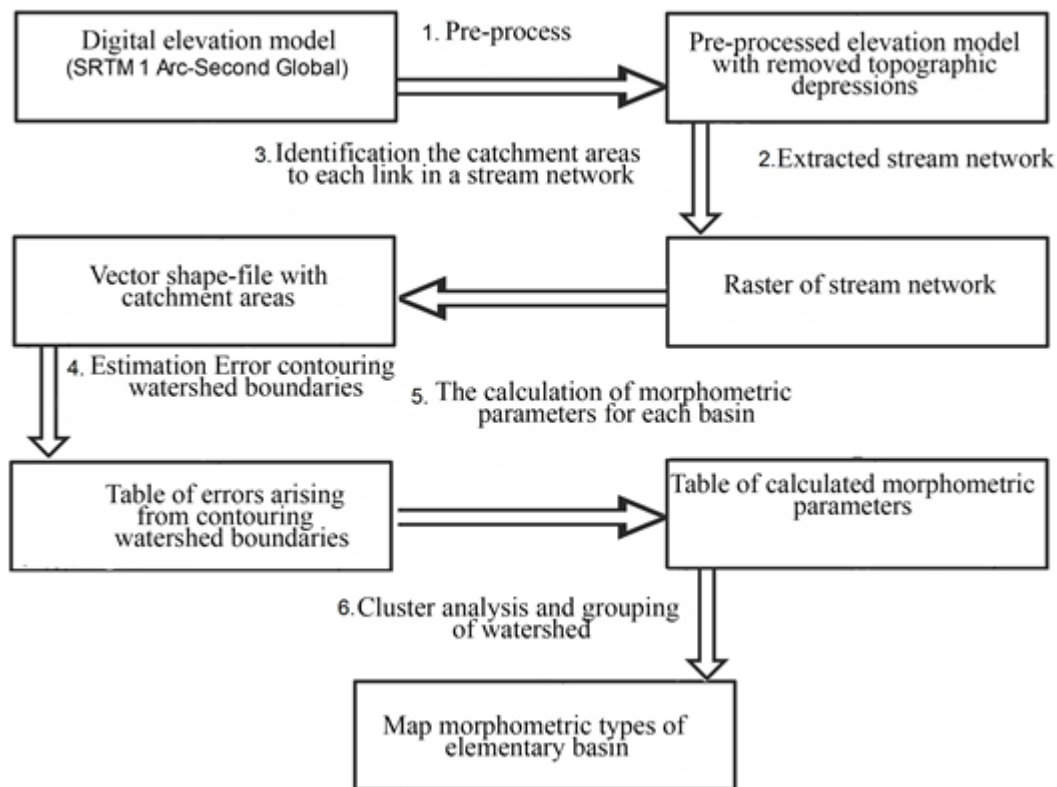 Digital elevation model
(SRTM 1 Arc-Second Global)
1. Pre-process
Pre-processed elevation model
with removed topographic
depressions
3. Identification the catchment areas
to each link in a stream network
2.Extracted stream network
Vector shape-file with
catchment areas
Raster of stream network
4. Estimation Error contouring
watershed boundaries
5. The calculation of morphometric
parameters for each basin
Table of errors arising
from contouring
watershed boundaries
Table of calculated morphometric
parameters
6.Cluster analysis and grouping
of watershed
Map morphometric types of
elementary basin